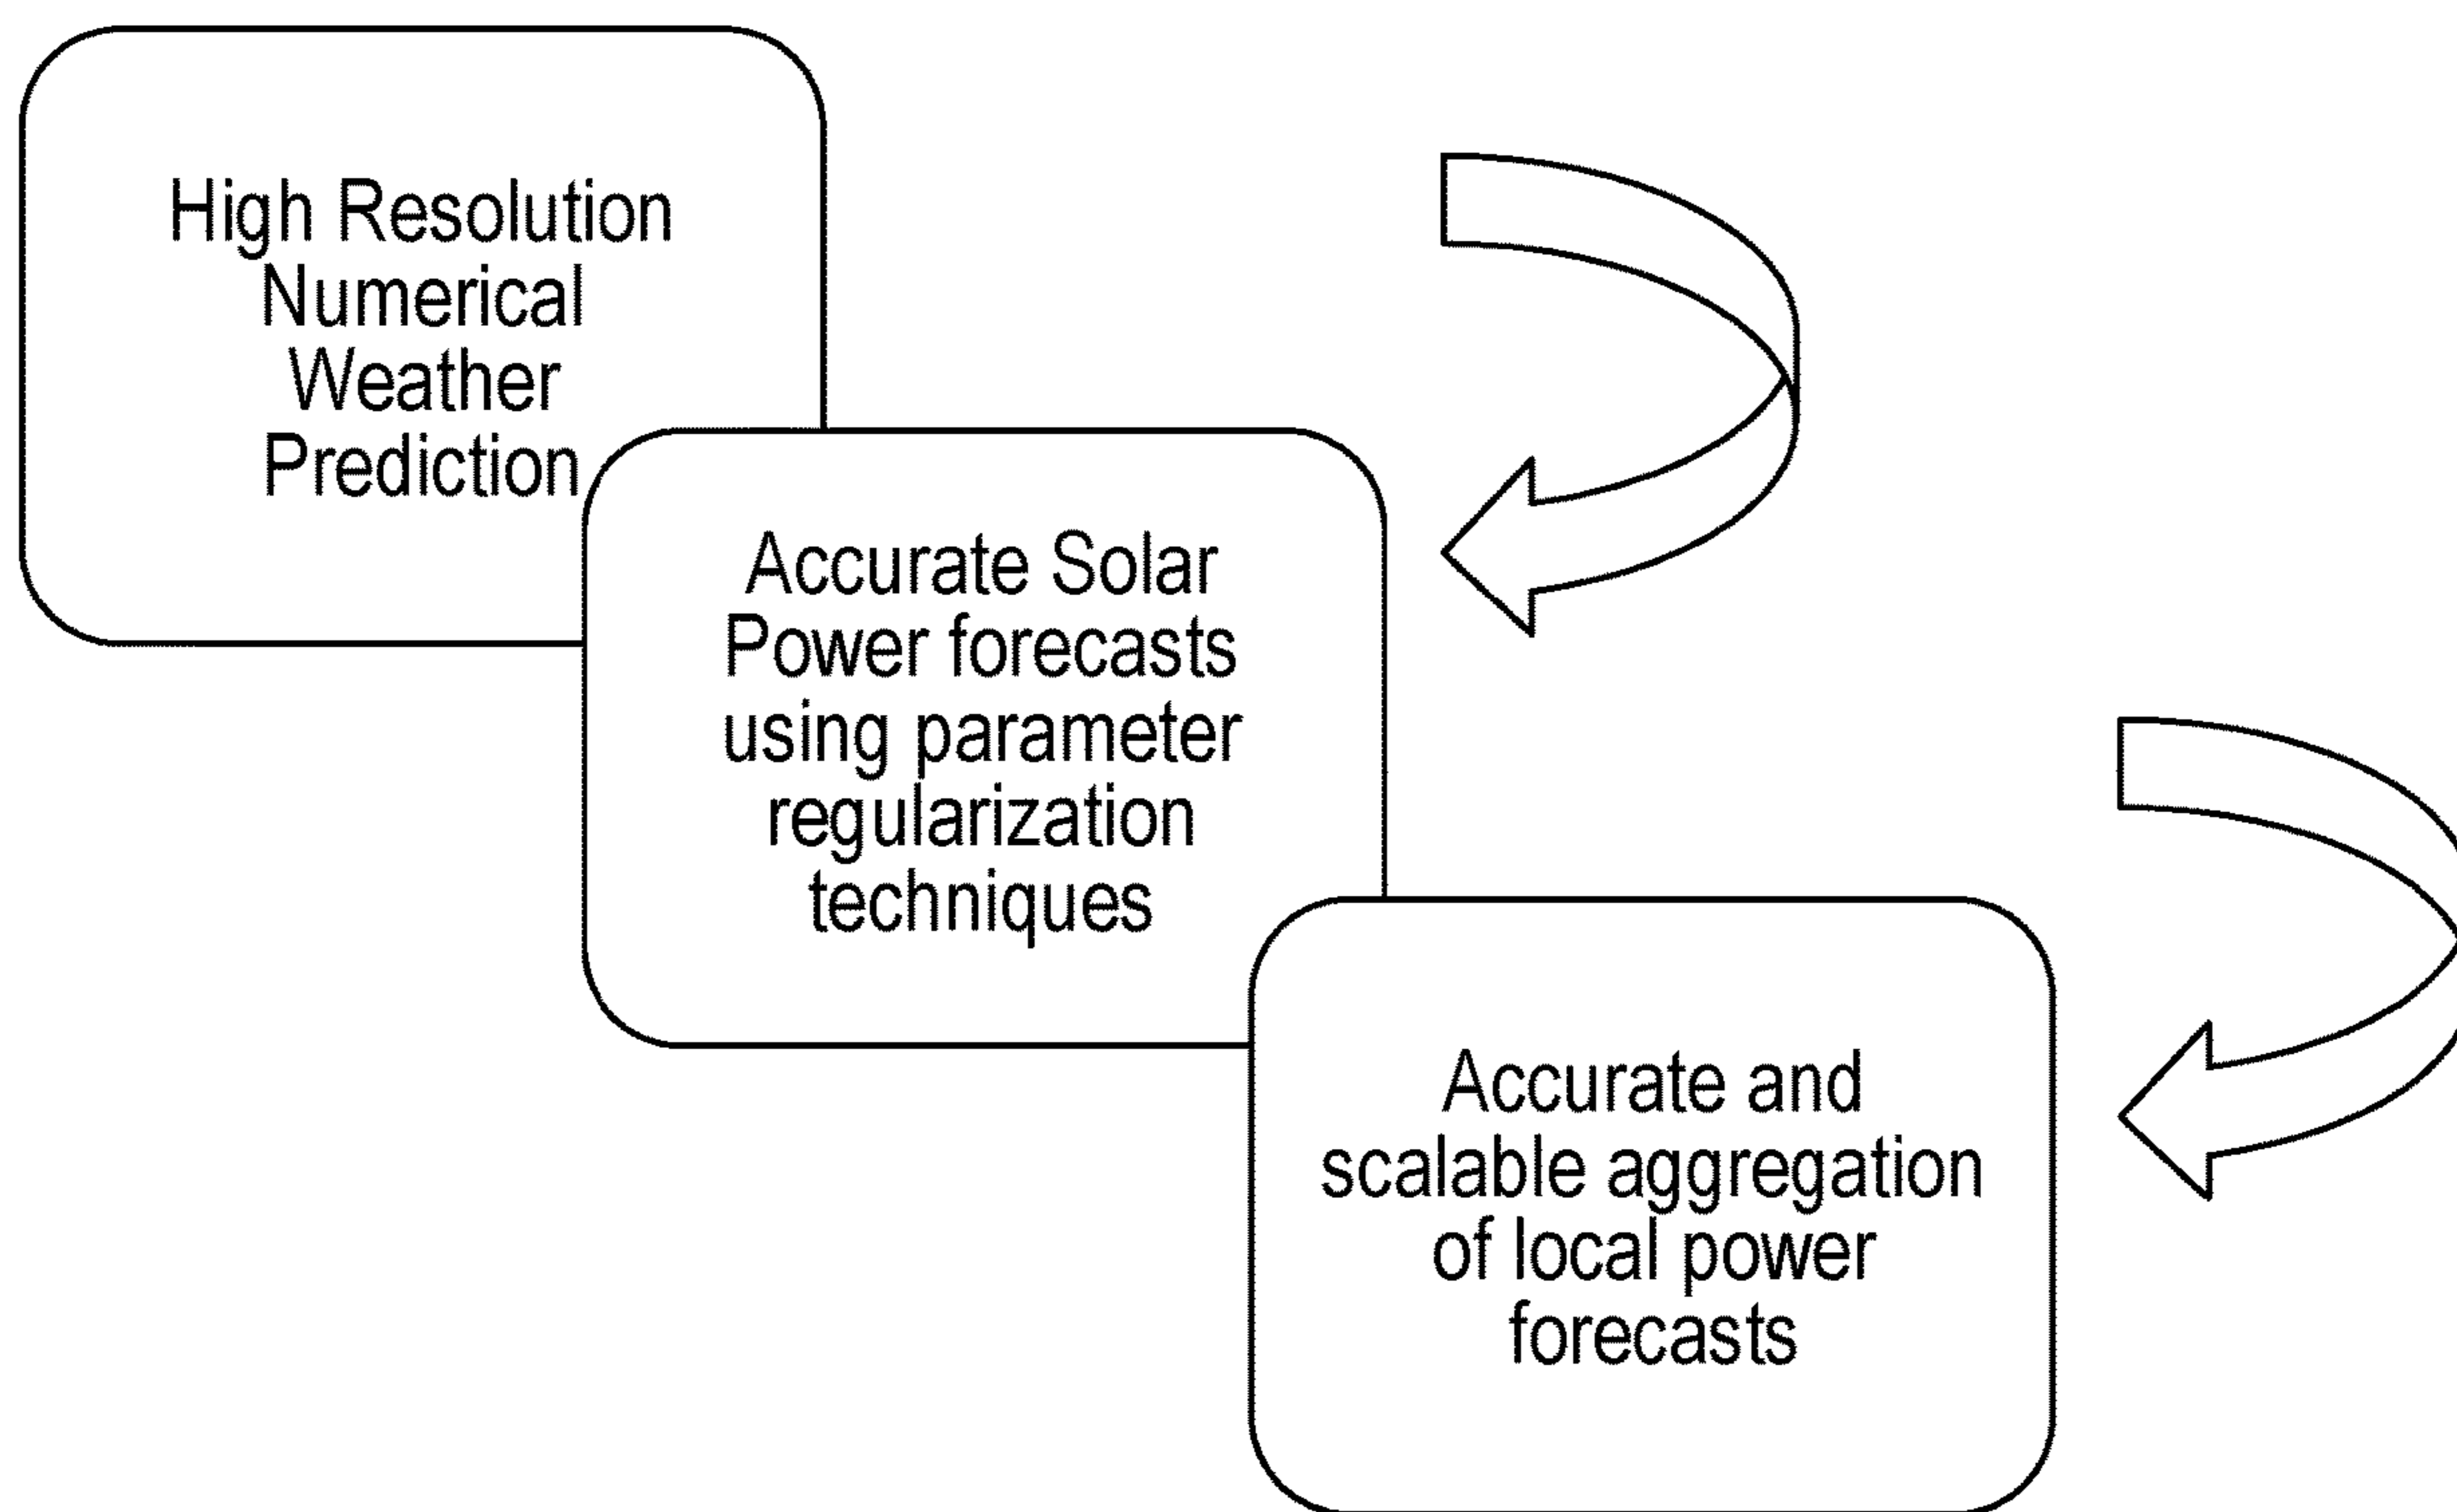 High Resolution
Numerical
Weather
Prediction
Accurate Solar
Power forecasts
using parameter
regularization
techniques
Accurate and
scalable aggregation
of local power
forecasts